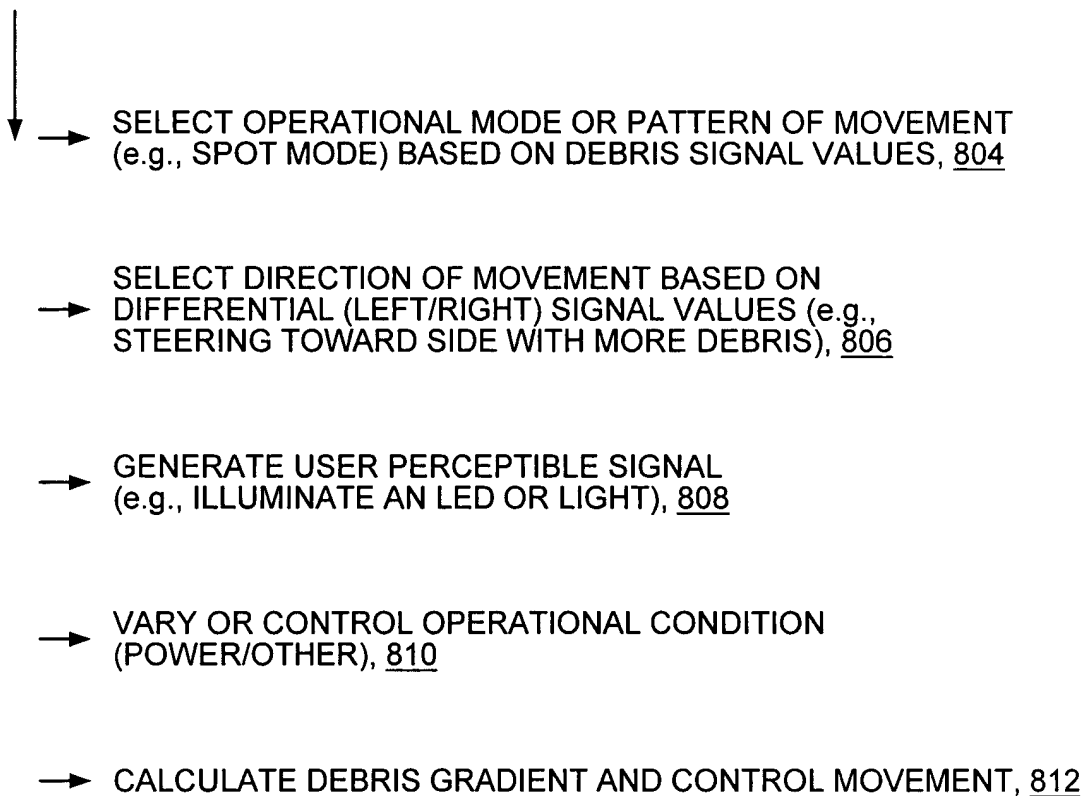 SELECT OPERATIONAL MODE OR PATTERN OF MOVEMENT
(e.g., SPOT MODE) BASED ON DEBRIS SIGNAL VALUES, 804
SELECT DIRECTION OF MOVEMENT BASED ON
DIFFERENTIAL (LEFT/RIGHT) SIGNAL VALUES (e.g.,
STEERING TOWARD SIDE WITH MORE DEBRIS), 806
GENERATE USER PERCEPTIBLE SIGNAL
(e.g., ILLUMINATE AN LED OR LIGHT), 808
VARY OR CONTROL OPERATIONAL CONDITION
(POWER/OTHER), 810
CALCULATE DEBRIS GRADIENT AND CONTROL MOVEMENT, 812